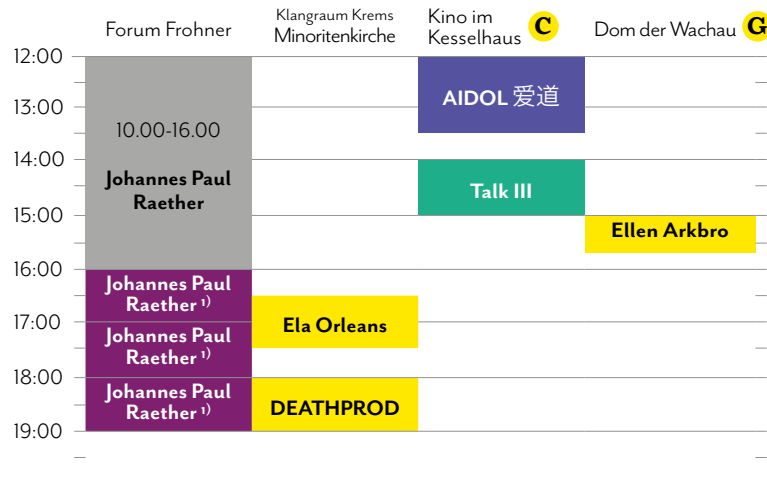 Forum Frohner
Klangraum Krems
Minoritenkirche
Kino im
Kesselhaus
C
Dom der Wachau
G
12:00
13:00
14:00
15:00
16:00
17:00
18:00
19:00
10.00-16.00
Johannes Paul
Raether
Johannes Paul
Raether ¹⁾
Johannes Paul
Raether ¹⁾
Johannes Paul
Raether ¹⁾
Ela Orleans
DEATHPROD
AIDOL 爱道
Talk III
Ellen Arkbro